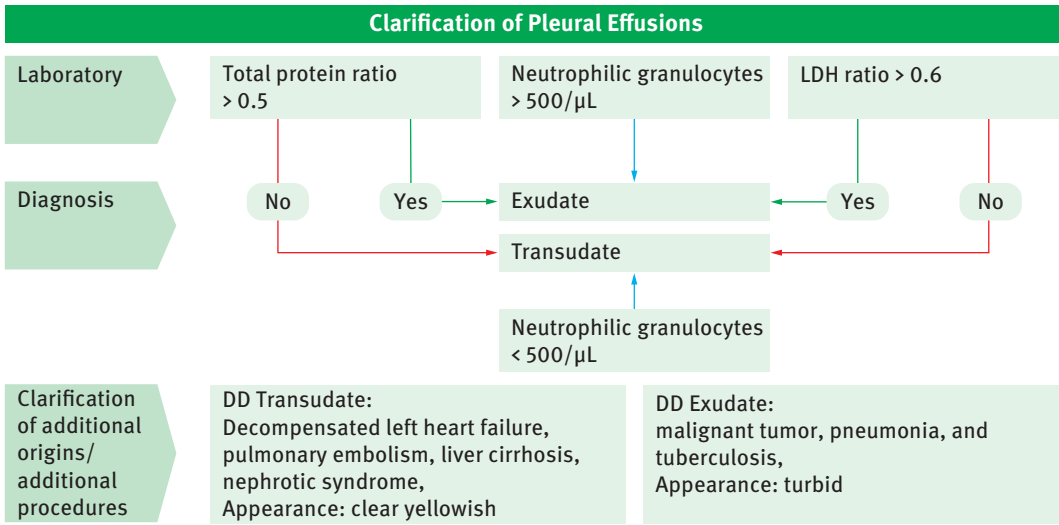 Clarification of Pleural Effusions
Laboratory
Total protein ratio
> 0.5
Neutrophilic granulocytes
> 500/µL
LDH ratio > 0.6
Diagnosis
No
Yes
Exudate
Yes
No
Transudate
Neutrophilic granulocytes
< 500/µL
Clarification
of additional
origins/
additional
procedures
DD Transudate:
Decompensated left heart failure,
pulmonary embolism, liver cirrhosis,
nephrotic syndrome,
Appearance: clear yellowish
DD Exudate:
malignant tumor, pneumonia, and
tuberculosis,
Appearance: turbid